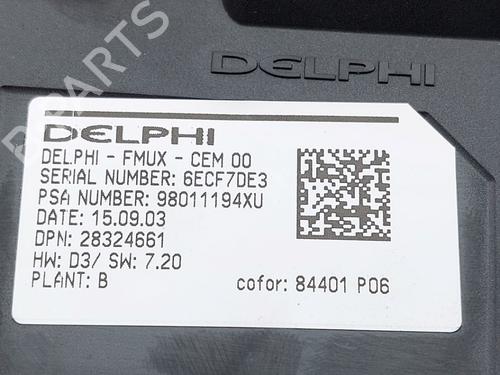 DELPHI
DELPHI
DELPHI - FMUX - CEM 00
SERIAL NUMBER: 6ECF7DE3
PSA NUMBER: 98011194XU
DATE: 15.09.03
DPN: 28324661
HW: D3/ SW: 7.20
PLANT: B
cofor: 84401 P06